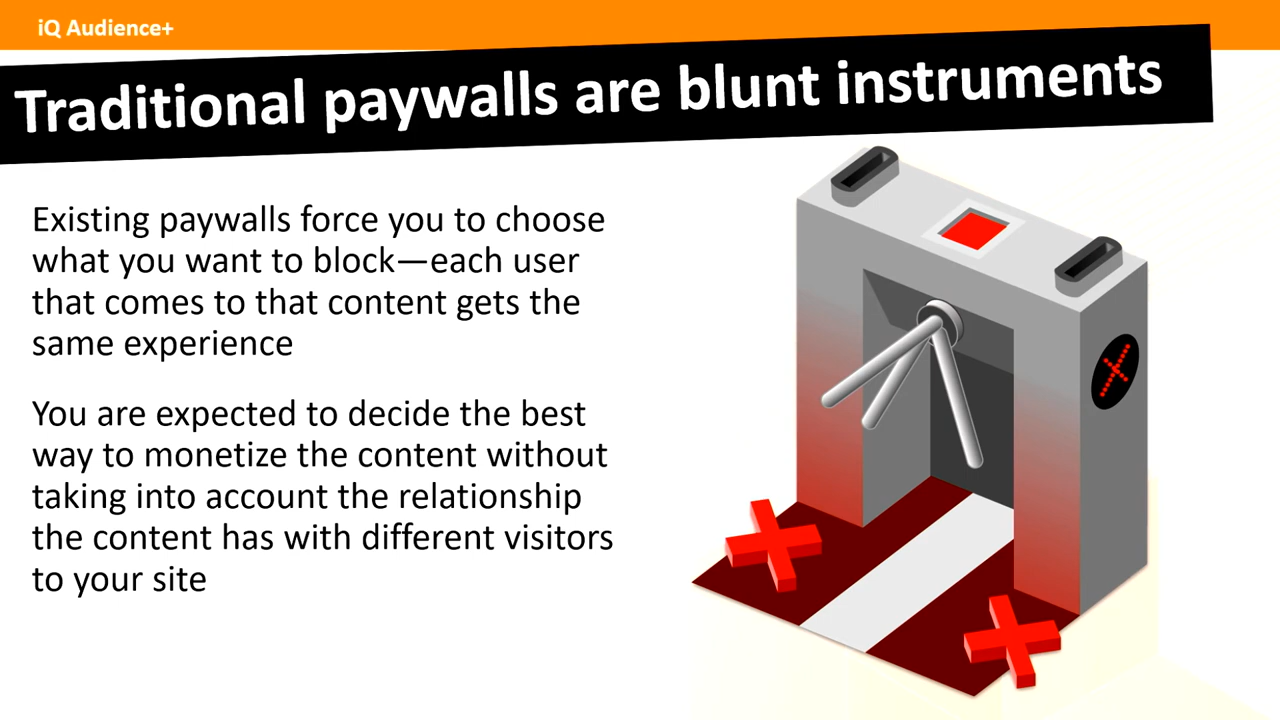 iQ Audience+
Traditional paywalls are blunt instruments
Existing paywalls force you to choose
what you want to block—each user
that comes to that content gets the
same experience
You are expected to decide the best
way to monetize the content without
taking into account the relationship
the content has with different visitors
to your site